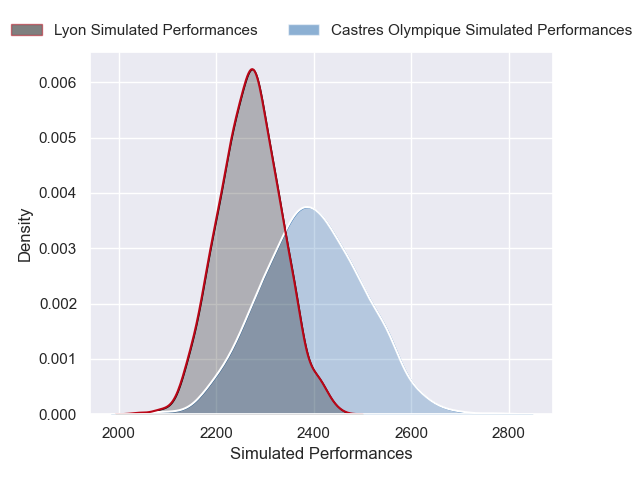 Lyon Simulated Performances Castres Olympique Simulated Performances
0.006
0.005
0.004
0.003
0.002
0.001
0.000
Density
2000 2200 2400 2600 2800
Simulated Performances